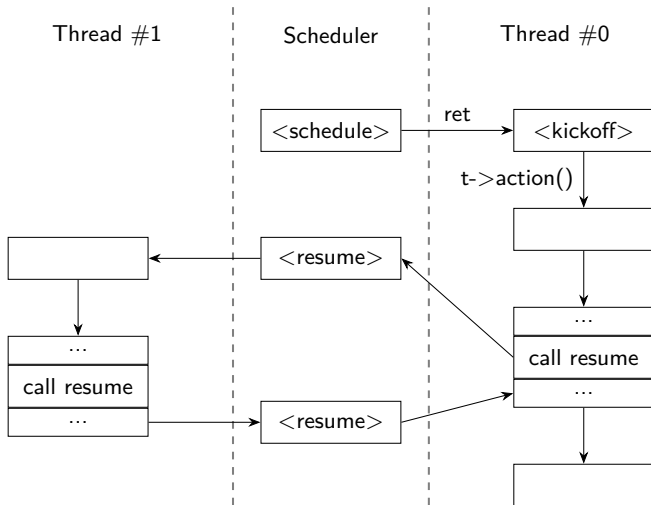 Thread #1
Scheduler
Thread #0
<schedule>
ret
<kickoff>
t->action()
<resume>
...
call resume
...
...
call resume
...
<resume>